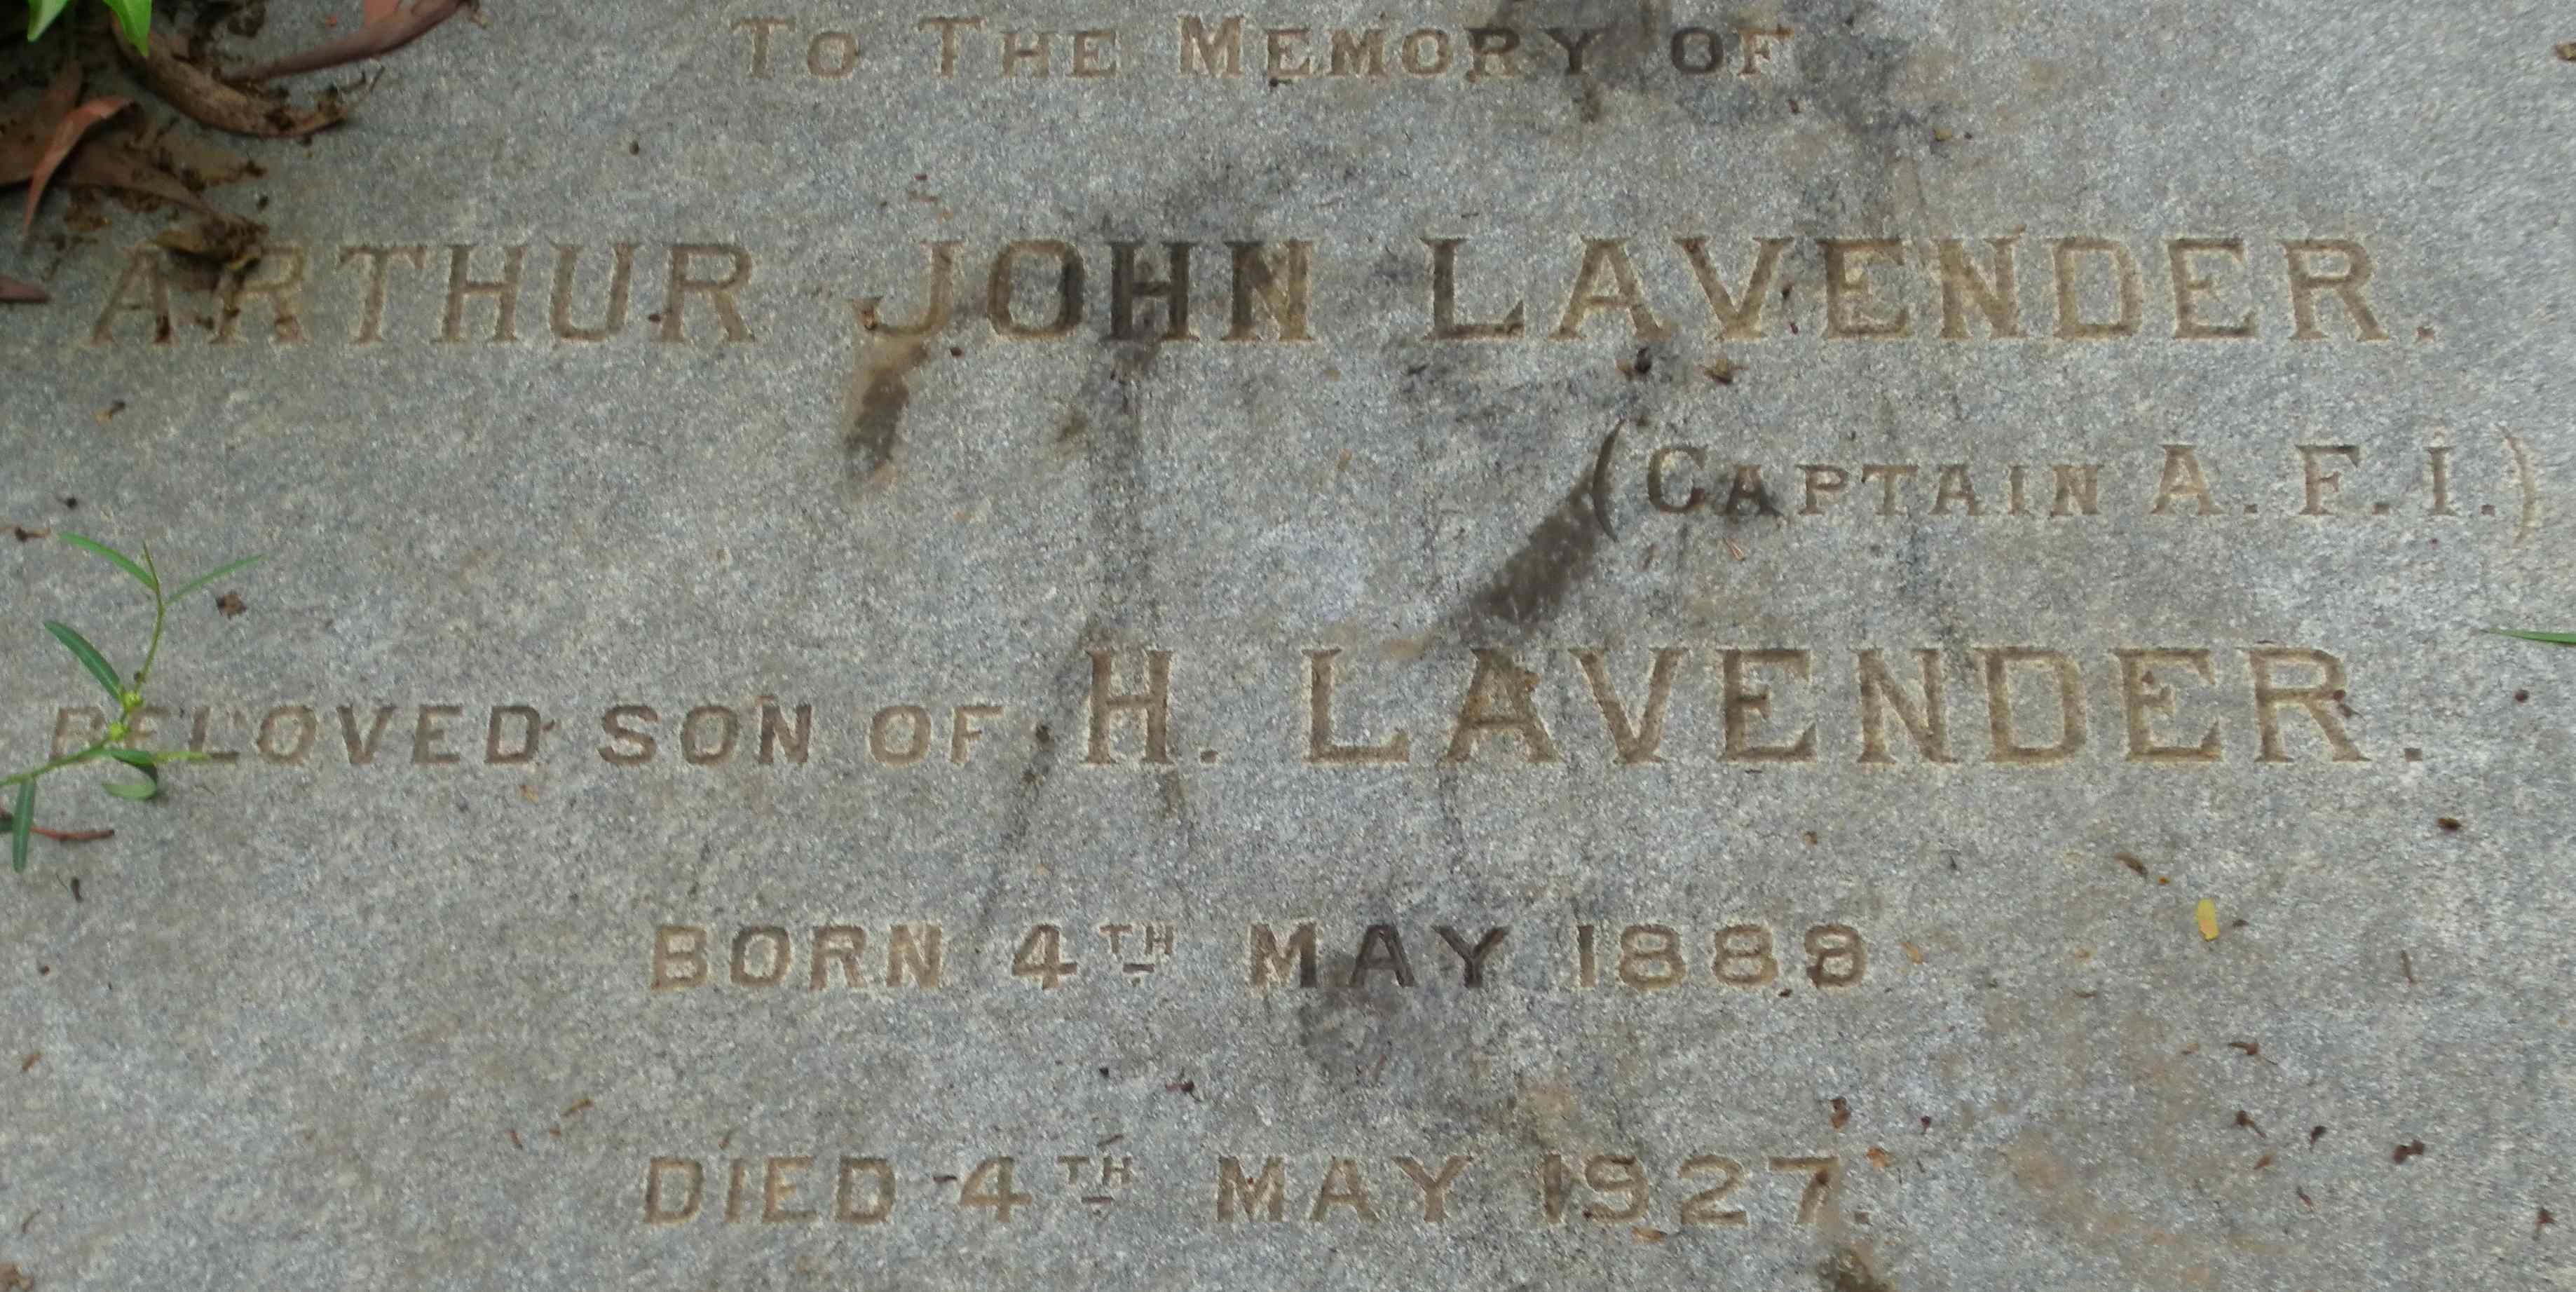 TO THE MEMORY OF
ARTHUR JOHN LAVENDER.
(CAPTAIN A. F. I.)
BELOVED SON OF H. LAVENDER.
BORN 4TH MAY 1889
DIED 4TH MAY 1927.